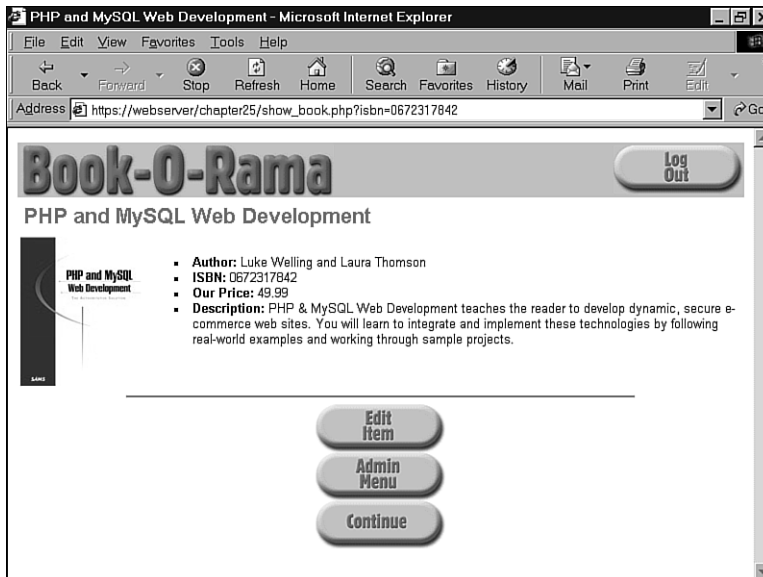 PHP and MySQL Web Development - Microsoft Internet Explorer
File Edit View Favorites Tools Help
Back Forward Stop Refresh Home Search Favorites History Mail Print Edit
Address https://webserver/chapter25/show_book.php?isbn=0672317842 Go
Book-O-Rama
Log
Out
PHP and MySQL Web Development
PHP and MySQL
Web Development
SAMS
Author: Luke Welling and Laura Thomson
ISBN: 0672317842
Our Price: 49.99
Description: PHP & MySQL Web Development teaches the reader to develop dynamic, secure e-
commerce web sites. You will learn to integrate and implement these technologies by following
real-world examples and working through sample projects.
Edit
Item
Admin
Menu
Continue